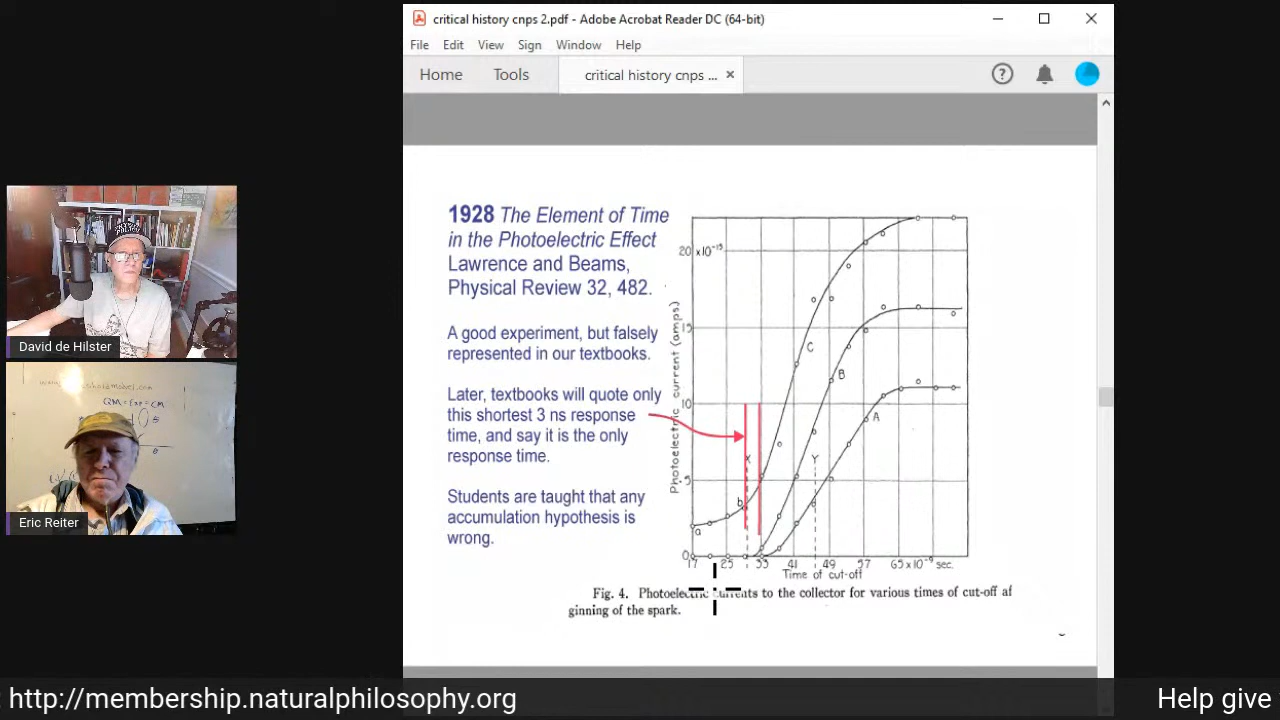 critical history cnps 2.pdf - Adobe Acrobat Reader DC (64-bit)
File Edit View Sign Window Help
Home Tools critical history cnps ... ×
1928 The Element of Time
in the Photoelectric Effect
Lawrence and Beams,
Physical Review 32, 482.
A good experiment, but falsely
represented in our textbooks.
Later, textbooks will quote only
this shortest 3 ns response
time, and say it is the only
response time.
Students are taught that any
accumulation hypothesis is
wrong.
Photoelectric current (amps)
20 x10⁻¹³
15
10
.5
0
C
B
A
X
Y
b
a
17 25 33 41 49 57 65 x 10⁻⁹ sec.
Time of cut-off
Fig. 4. Photoelectric currents to the collector for various times of cut-off af
ginning of the spark.
David de Hilster
QM≠
Eric Reiter
http://membership.naturalphilosophy.org
Help give